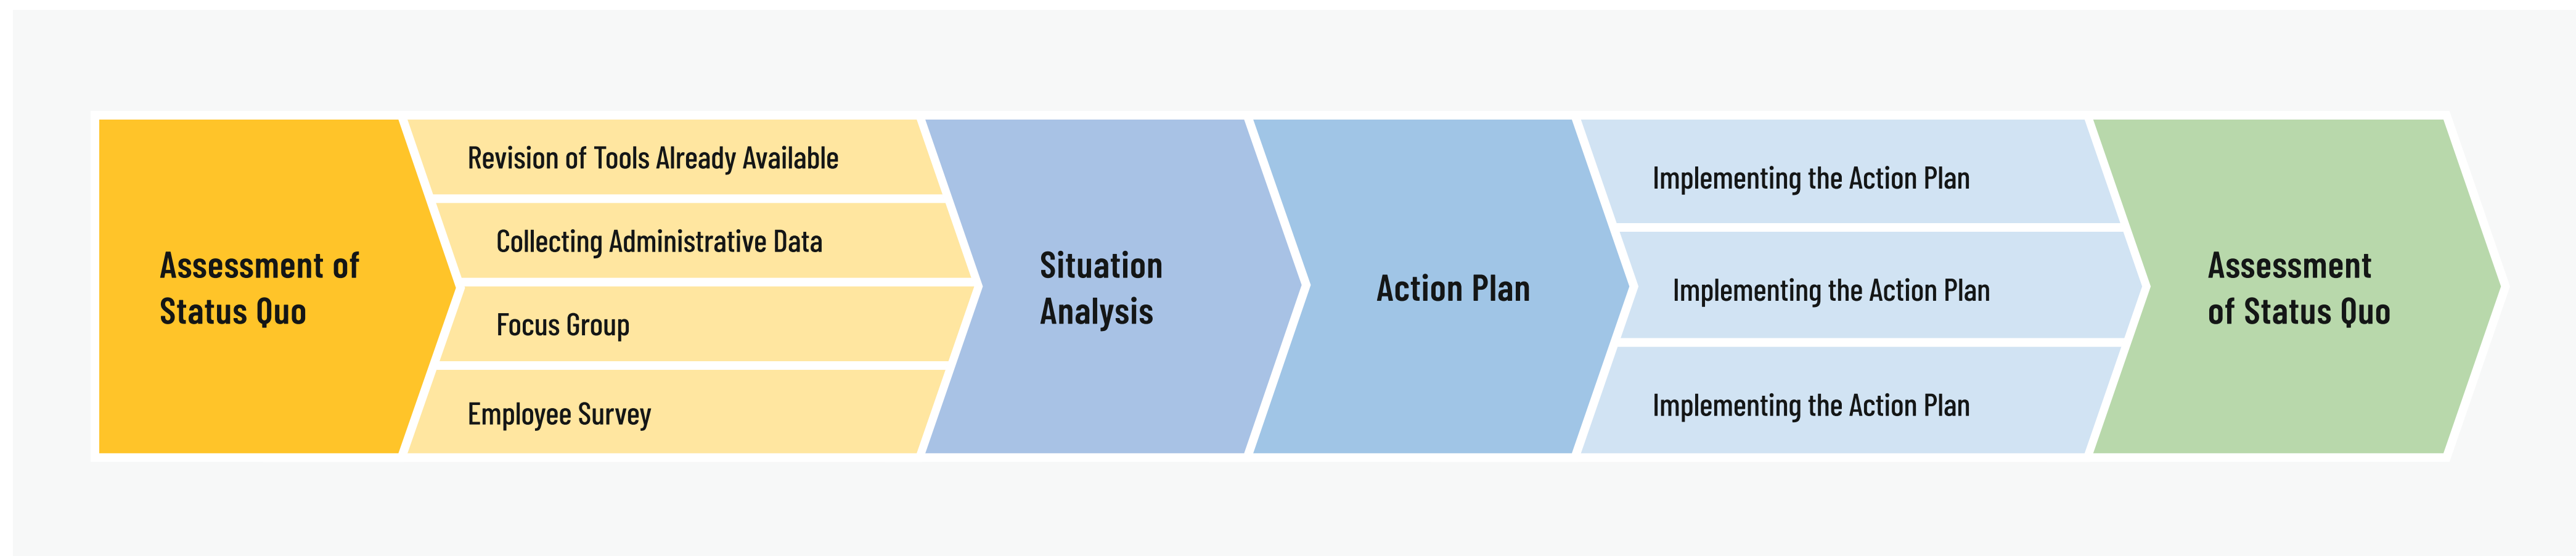 Assessment of
Status Quo
Revision of Tools Already Available
Collecting Administrative Data
Focus Group
Employee Survey
Situation
Analysis
Action Plan
Implementing the Action Plan
Implementing the Action Plan
Implementing the Action Plan
Assessment
of Status Quo